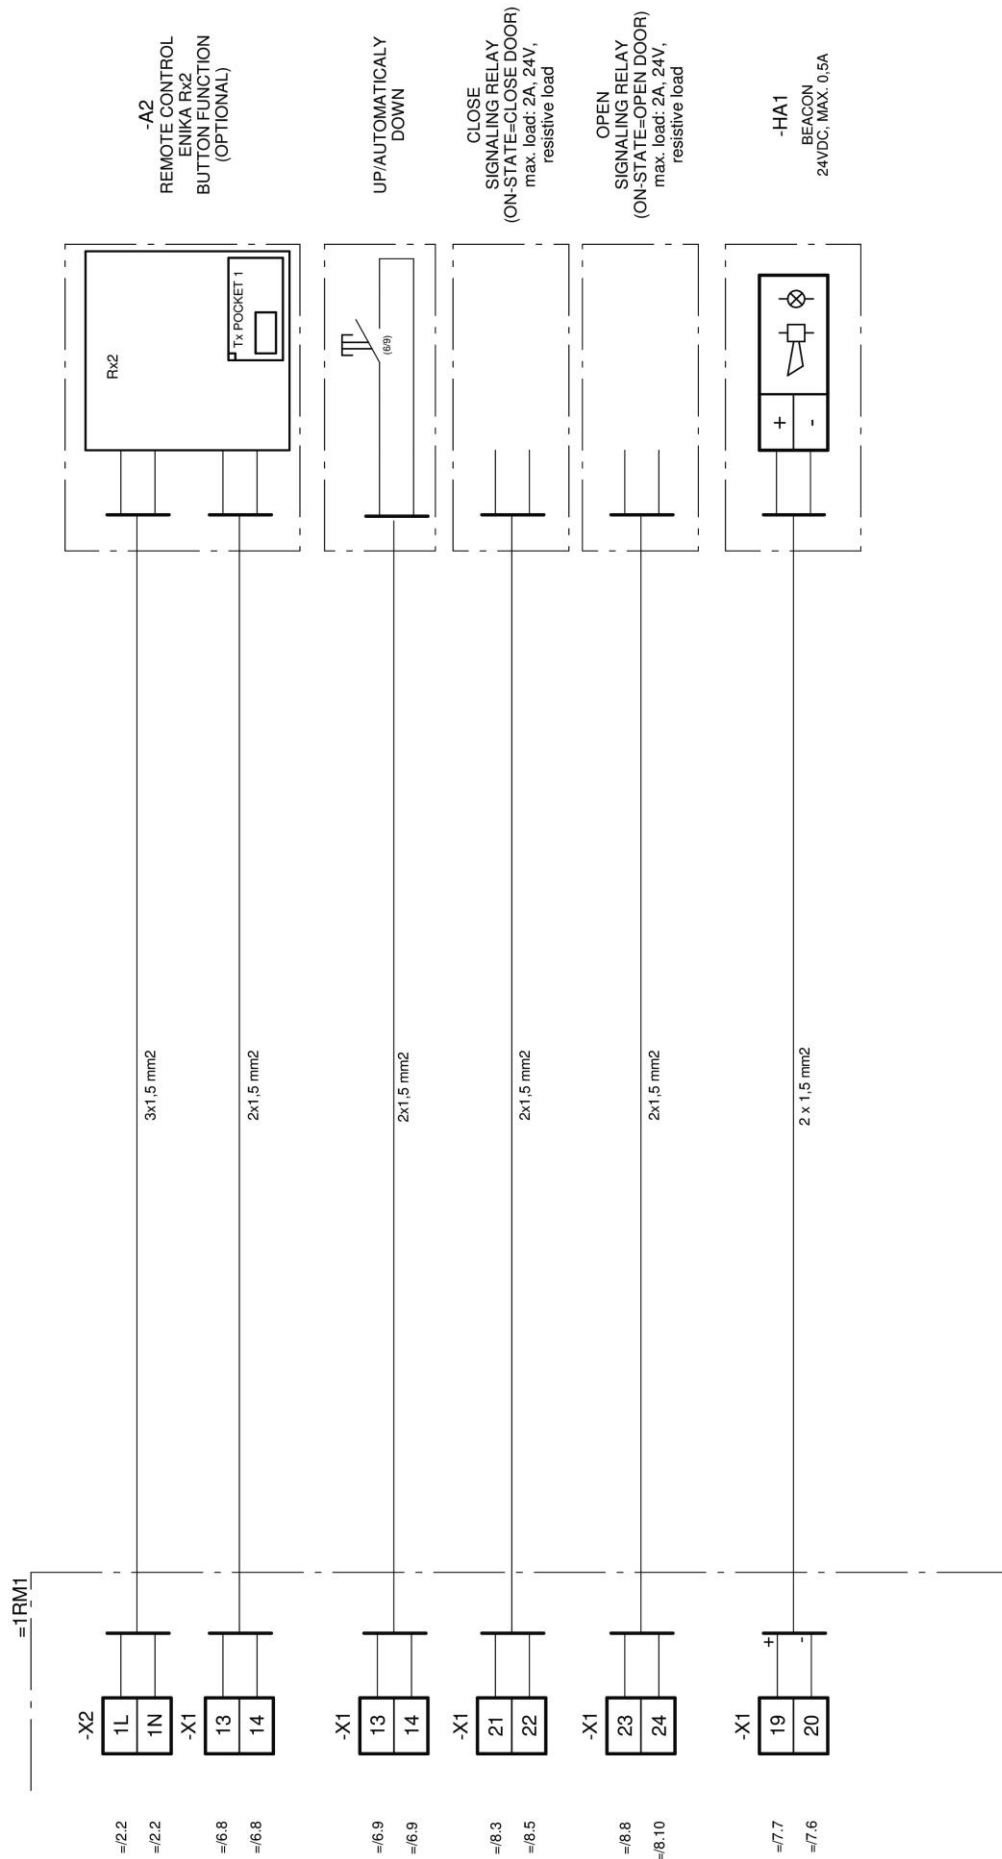 =1RM1
-A2
REMOTE CONTROL
ENIKA Rx2
BUTTON FUNCTION
(OPTIONAL)
Rx2
Tx POCKET 1
3x1,5 mm2
2x1,5 mm2
-X2
1L
1N
-X1
13
14
=/2.2
=/2.2
=/6.8
=/6.8
UP/AUTOMATICALY
DOWN
(6/9)
2x1,5 mm2
-X1
13
14
=/6.9
=/6.9
CLOSE
SIGNALING RELAY
(ON-STATE=CLOSE DOOR)
max. load: 2A, 24V,
resistive load
2x1,5 mm2
-X1
21
22
=/8.3
=/8.5
OPEN
SIGNALING RELAY
(ON-STATE=OPEN DOOR)
max. load: 2A, 24V,
resistive load
2x1,5 mm2
-X1
23
24
=/8.8
=/8.10
-HA1
BEACON
24VDC, MAX. 0,5A
+
-
2 x 1,5 mm2
+
-
-X1
19
20
=/7.7
=/7.6